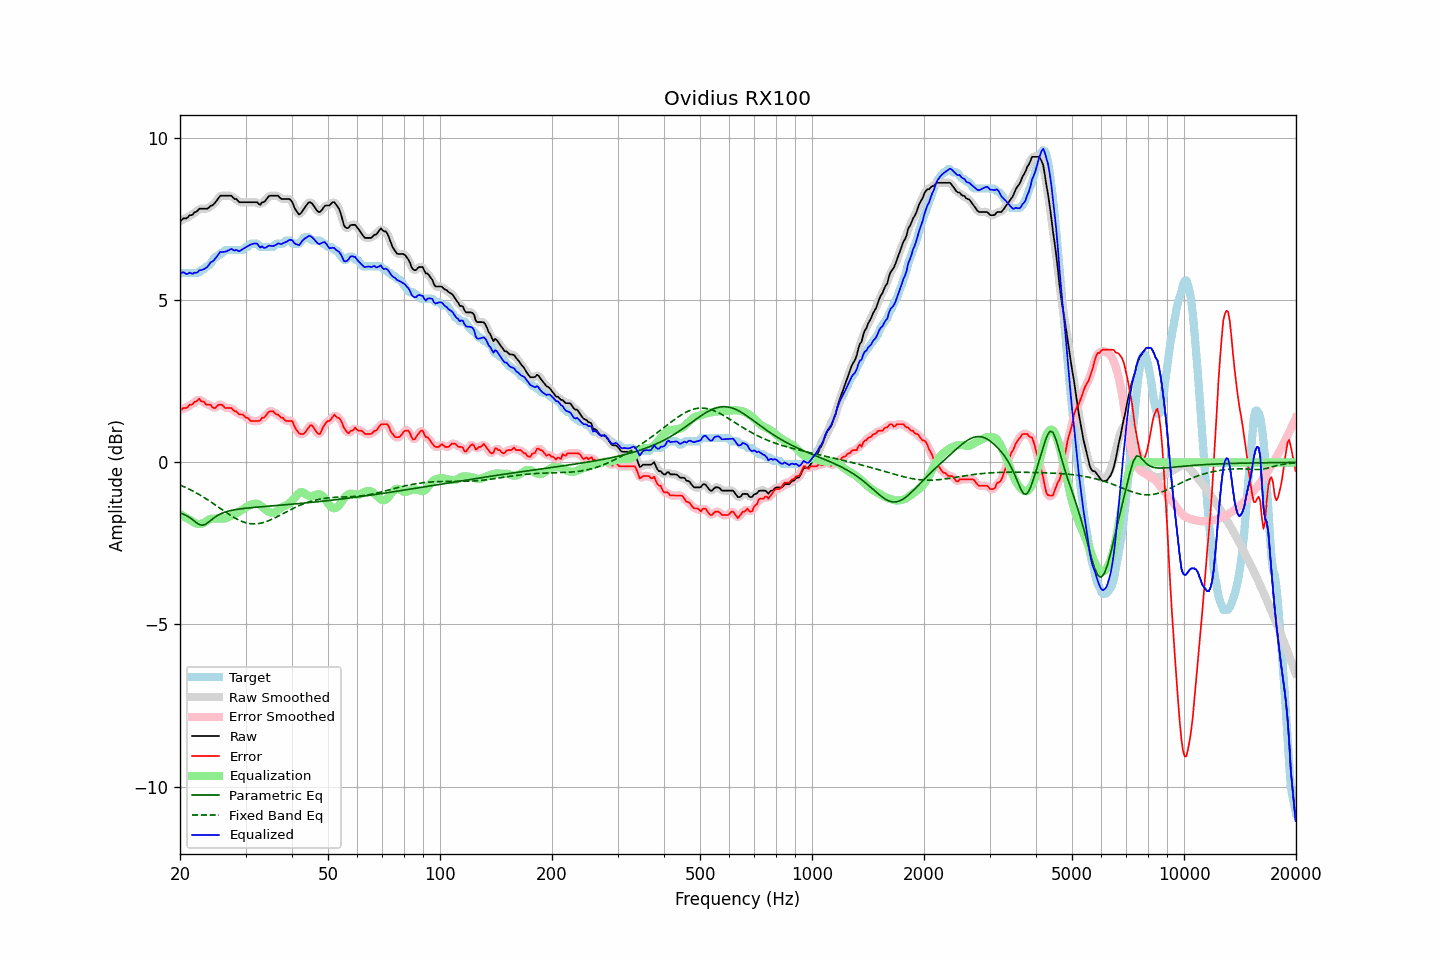 Ovidius RX100
10
5
0
−5
−10
Amplitude (dBr)
Target
Raw Smoothed
Error Smoothed
Raw
Error
Equalization
Parametric Eq
Fixed Band Eq
Equalized
20 50 100 200 500 1000 2000 5000 10000 20000
Frequency (Hz)